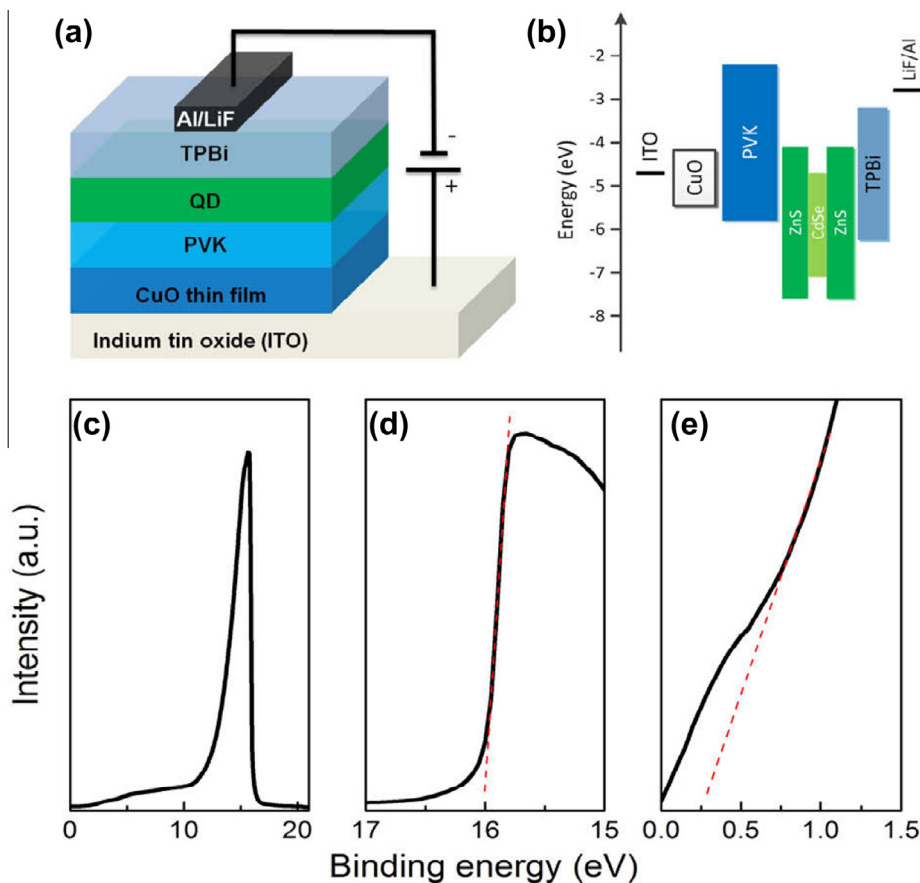 (a)
Al/LiF
TPBi
QD
PVK
CuO thin film
Indium tin oxide (ITO)
-
+
(b)
Energy (eV)
-2
-3
-4
-5
-6
-7
-8
ITO
CuO
PVK
ZnS
CdSe
ZnS
TPBi
LiF/Al
(c)
(d)
(e)
Intensity (a.u.)
0
10
20
17
16
15
0.0
0.5
1.0
1.5
Binding energy (eV)